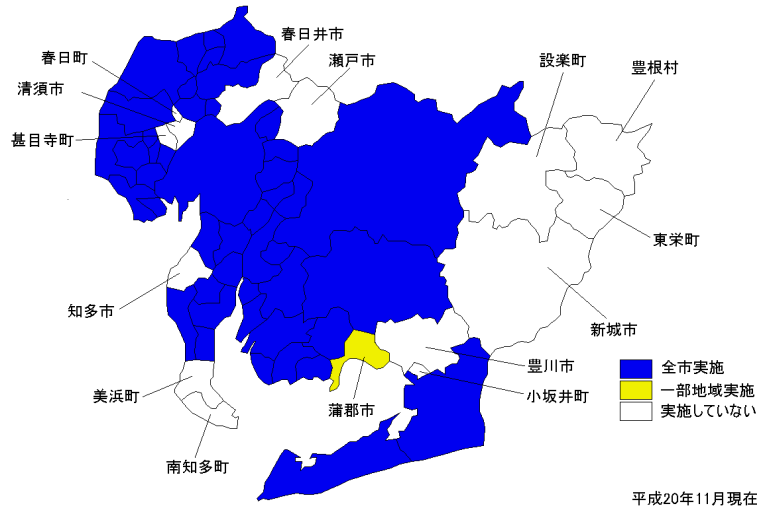 春日井市
春日町
瀬戸市
設楽町
豊根村
清須市
甚目寺町
東栄町
知多市
新城市
豊川市
全市実施
美浜町
小坂井町
一部地域実施
蒲郡市
実施していない
南知多町
平成20年11月現在